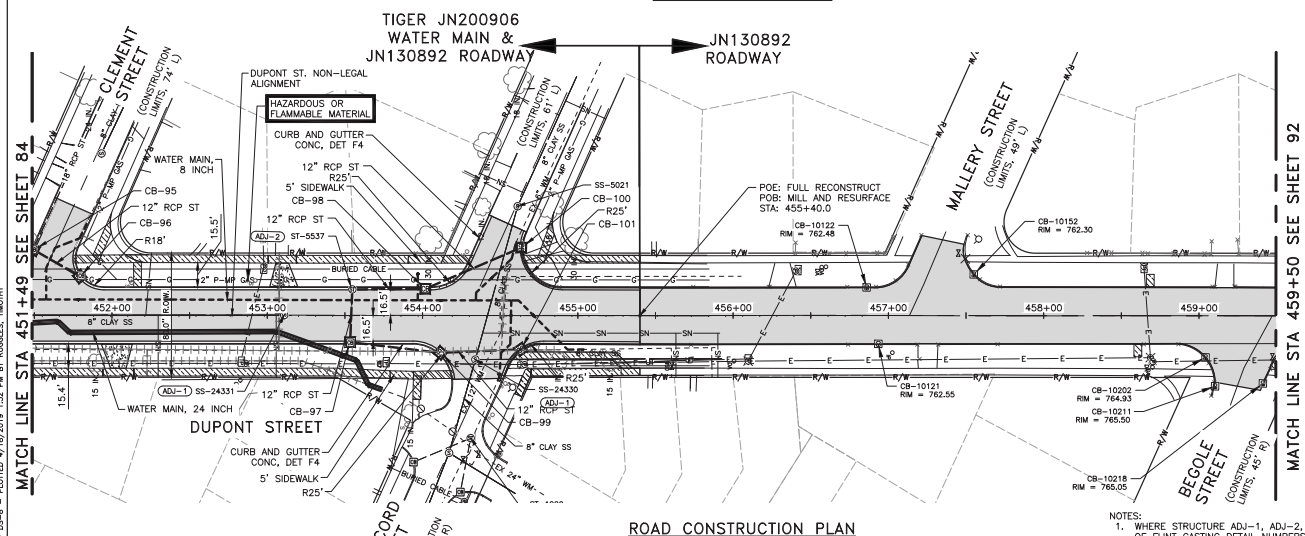 TIGER JN200906
WATER MAIN &
JN130892 ROADWAY
JN130892
ROADWAY
CLEMENT
STREET
(CONSTRUCTION
LIMITS, 74' L)
DUPONT ST. NON-LEGAL
ALIGNMENT
HAZARDOUS OR
FLAMMABLE MATERIAL
CURB AND GUTTER
CONC, DET F4
12" RCP ST
R25'
5' SIDEWALK
CB-98
12" RCP ST
ADJ-2 ST-5537
WATER MAIN,
8 INCH
CB-95
12" RCP ST
CB-96
R18'
15.5'
(CONSTRUCTION
LIMITS, 61' L)
SS-5021
CB-100
R25'
CB-101
POE: FULL RECONSTRUCT
POB: MILL AND RESURFACE
STA: 455+40.0
CB-10122
RIM = 762.48
MALLERY STREET
(CONSTRUCTION
LIMITS, 49' L)
CB-10152
RIM = 762.30
MATCH LINE STA 451+49 SEE SHEET 84
MATCH LINE STA 459+50 SEE SHEET 92
BURIED CABLE
2" P-MP GAS
452+00
453+00
454+00
455+00
456+00
457+00
458+00
459+00
8" CLAY SS
16.5'
16.5'
15.4'
ADJ-1 SS-24331
12" RCP ST
CB-97
WATER MAIN, 24 INCH
DUPONT STREET
CURB AND GUTTER
CONC, DET F4
5' SIDEWALK
R25'
R25'
SS-24330
ADJ-1
12" RCP ST
CB-99
8" CLAY SS
EX 24" WM
BURIED CABLE
CB-10121
RIM = 762.55
CB-10202
RIM = 764.93
CB-10211
RIM = 765.50
CB-10218
RIM = 765.05
BEGOLE
STREET
(CONSTRUCTION
LIMITS, 45' R)
ROAD CONSTRUCTION PLAN
NOTES:
1. WHERE STRUCTURE ADJ-1, ADJ-2,